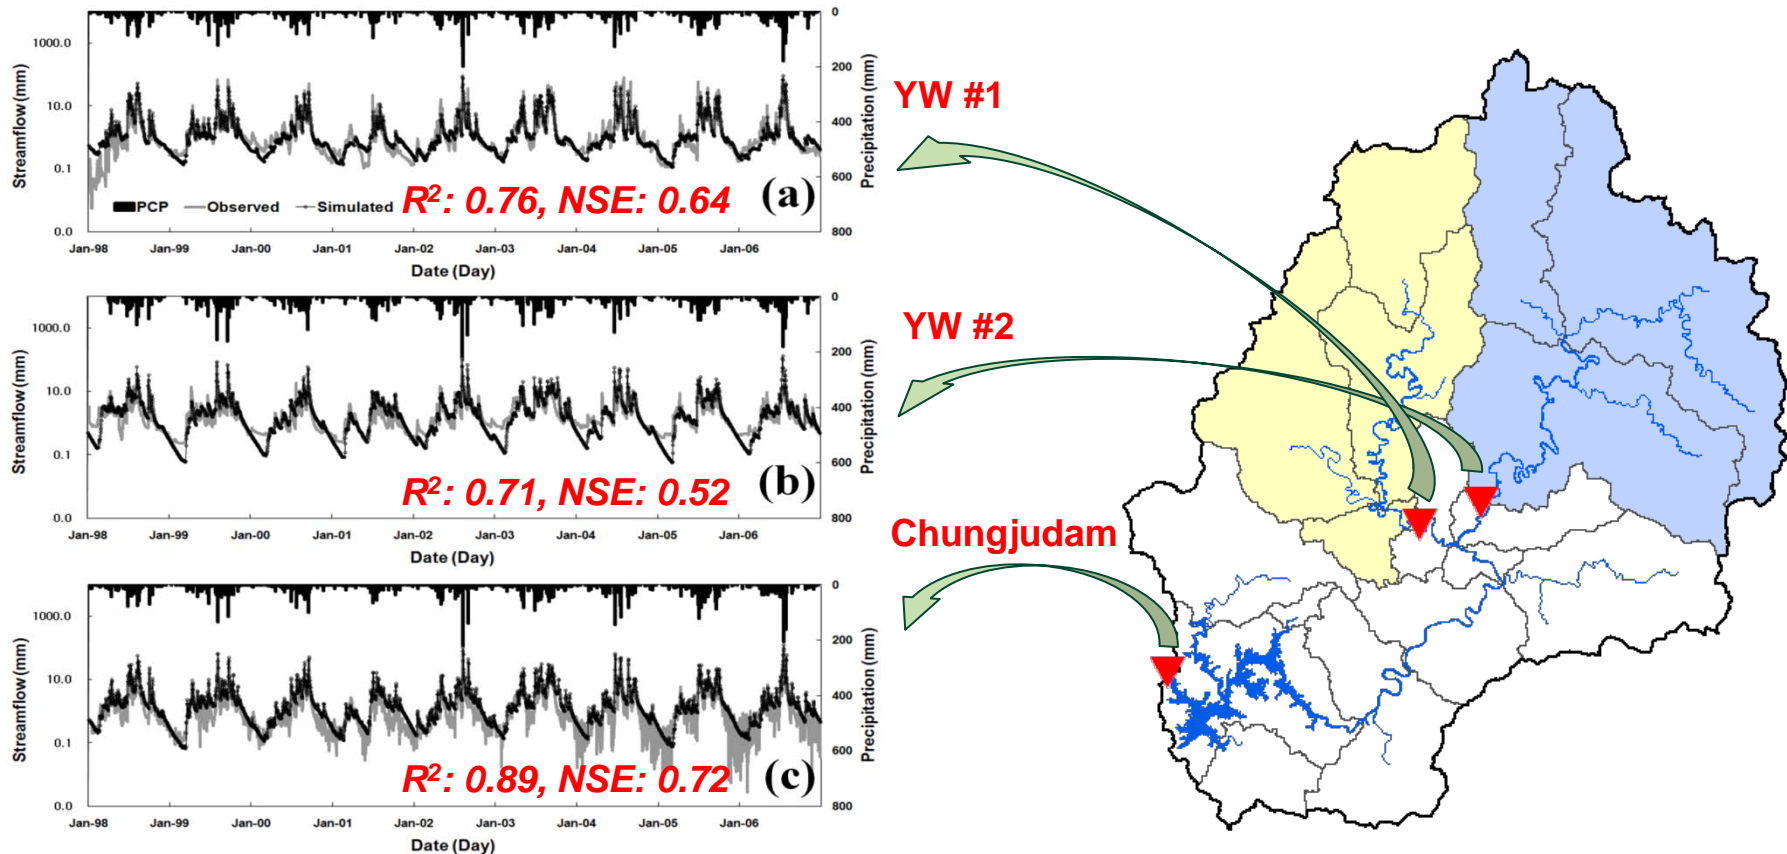 0
1000.0
200
10.0
400
0.1
600
0.0
800
Streamflow (mm)
Precipitation (mm)
PCP Observed Simulated
R²: 0.76, NSE: 0.64
(a)
Jan-98 Jan-99 Jan-00 Jan-01 Jan-02 Jan-03 Jan-04 Jan-05 Jan-06
Date (Day)
YW #1
0
1000.0
200
10.0
400
0.1
600
0.0
800
Streamflow (mm)
Precipitation (mm)
R²: 0.71, NSE: 0.52
(b)
Jan-98 Jan-99 Jan-00 Jan-01 Jan-02 Jan-03 Jan-04 Jan-05 Jan-06
Date (Day)
YW #2
0
1000.0
200
10.0
400
0.1
600
0.0
800
Streamflow (mm)
Precipitation (mm)
R²: 0.89, NSE: 0.72
(c)
Jan-98 Jan-99 Jan-00 Jan-01 Jan-02 Jan-03 Jan-04 Jan-05 Jan-06
Date (Day)
Chungjudam